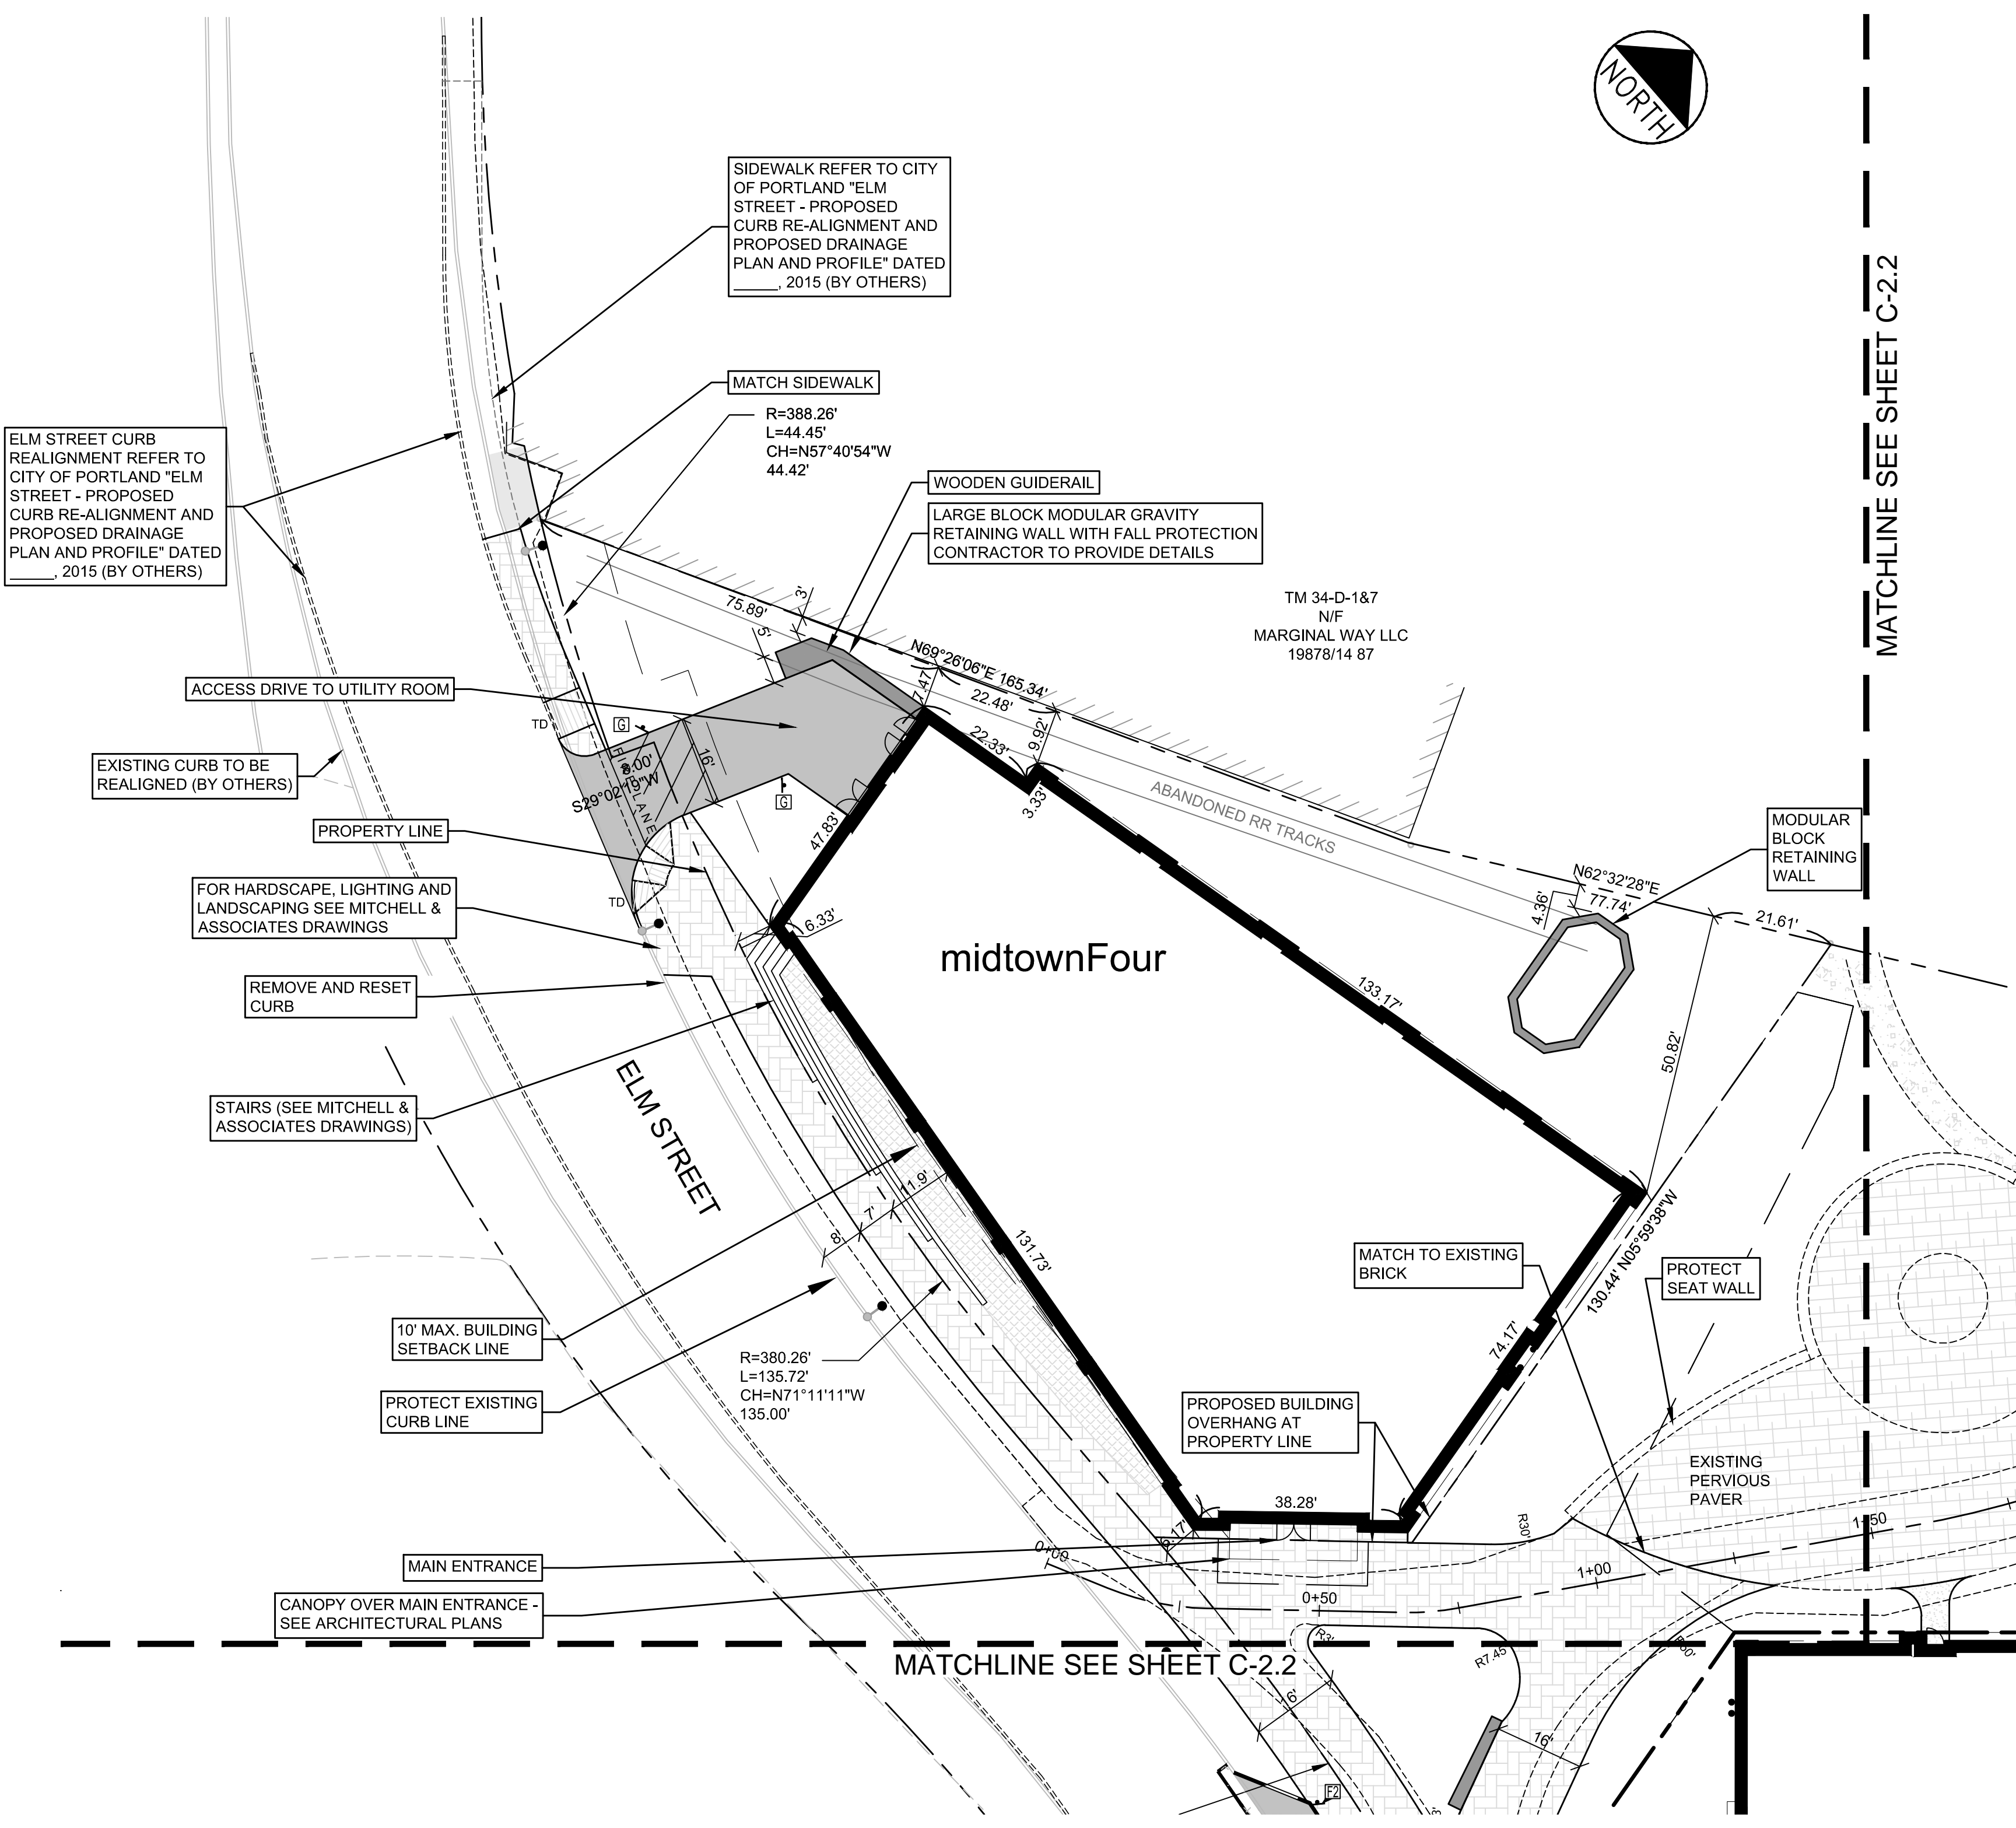 NORTH
MATCHLINE SEE SHEET C-2.2
SIDEWALK REFER TO CITY
OF PORTLAND "ELM
STREET - PROPOSED
CURB RE-ALIGNMENT AND
PROPOSED DRAINAGE
PLAN AND PROFILE" DATED
_____, 2015 (BY OTHERS)
MATCH SIDEWALK
R=388.26'
L=44.45'
CH=N57°40'54"W
44.42'
ELM STREET CURB
REALIGNMENT REFER TO
CITY OF PORTLAND "ELM
STREET - PROPOSED
CURB RE-ALIGNMENT AND
PROPOSED DRAINAGE
PLAN AND PROFILE" DATED
_____, 2015 (BY OTHERS)
WOODEN GUIDERAIL
LARGE BLOCK MODULAR GRAVITY
RETAINING WALL WITH FALL PROTECTION
CONTRACTOR TO PROVIDE DETAILS
TM 34-D-1&7
N/F
MARGINAL WAY LLC
19878/14 87
75.89'
3'
5'
N69°26'06"E 165.34'
7.47'
22.48'
22.33'
9.92'
3.33'
ACCESS DRIVE TO UTILITY ROOM
TD
G
16'
8.00'
S29°02'19"W
FIRE LANE
G
47.83'
ABANDONED RR TRACKS
EXISTING CURB TO BE
REALIGNED (BY OTHERS)
PROPERTY LINE
MODULAR
BLOCK
RETAINING
WALL
N62°32'28"E
77.74'
4.36'
21.61'
FOR HARDSCAPE, LIGHTING AND
LANDSCAPING SEE MITCHELL &
ASSOCIATES DRAWINGS
TD
6.33'
midtownFour
133.17'
50.82'
REMOVE AND RESET
CURB
STAIRS (SEE MITCHELL &
ASSOCIATES DRAWINGS)
ELM STREET
11.9'
7'
8'
131.73'
130.44' N05°59'38"W
MATCH TO EXISTING
BRICK
PROTECT
SEAT WALL
10' MAX. BUILDING
SETBACK LINE
74.17'
R=380.26'
L=135.72'
CH=N71°11'11"W
135.00'
PROTECT EXISTING
CURB LINE
PROPOSED BUILDING
OVERHANG AT
PROPERTY LINE
EXISTING
PERVIOUS
PAVER
38.28'
R30'
1+50
0+00
1+00
MAIN ENTRANCE
0+50
CANOPY OVER MAIN ENTRANCE -
SEE ARCHITECTURAL PLANS
R3'
R7.45'
MATCHLINE SEE SHEET C-2.2
6'
16'
F2